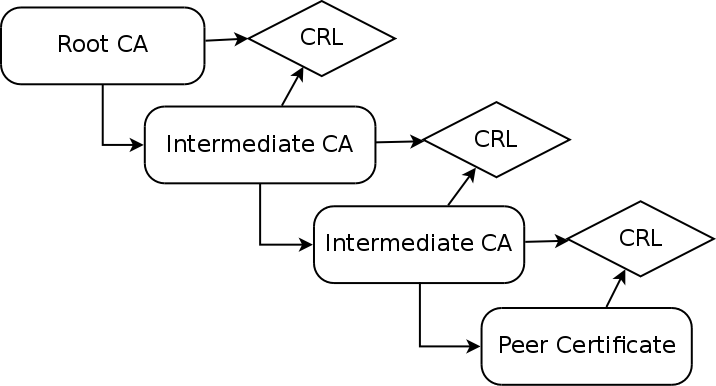 Root CA
CRL
Intermediate CA
CRL
Intermediate CA
CRL
Peer Certificate